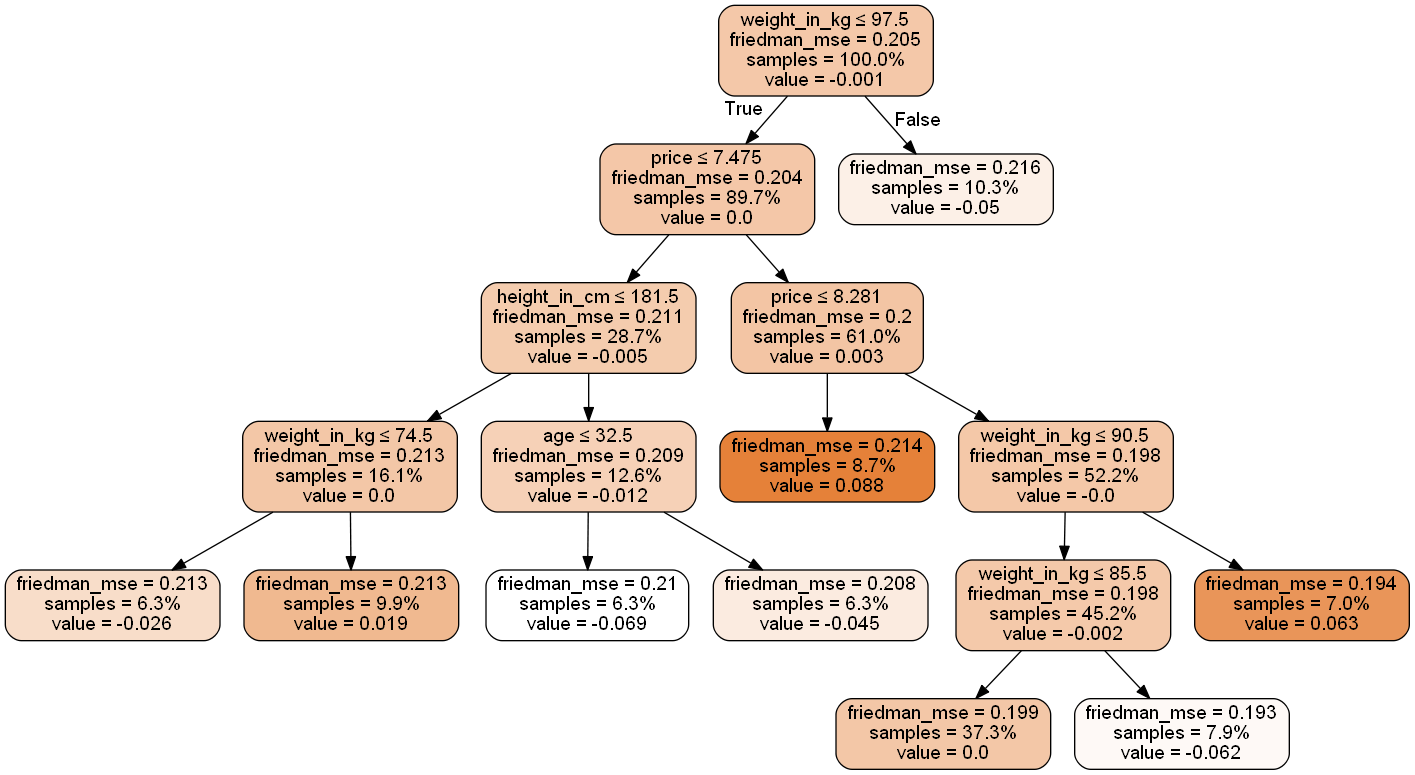 weight_in_kg ≤ 97.5
friedman_mse = 0.205
samples = 100.0%
value = -0.001
True
False
price ≤ 7.475
friedman_mse = 0.204
samples = 89.7%
value = 0.0
friedman_mse = 0.216
samples = 10.3%
value = -0.05
height_in_cm ≤ 181.5
friedman_mse = 0.211
samples = 28.7%
value = -0.005
price ≤ 8.281
friedman_mse = 0.2
samples = 61.0%
value = 0.003
weight_in_kg ≤ 74.5
friedman_mse = 0.213
samples = 16.1%
value = 0.0
age ≤ 32.5
friedman_mse = 0.209
samples = 12.6%
value = -0.012
friedman_mse = 0.214
samples = 8.7%
value = 0.088
weight_in_kg ≤ 90.5
friedman_mse = 0.198
samples = 52.2%
value = -0.0
friedman_mse = 0.213
samples = 6.3%
value = -0.026
friedman_mse = 0.213
samples = 9.9%
value = 0.019
friedman_mse = 0.21
samples = 6.3%
value = -0.069
friedman_mse = 0.208
samples = 6.3%
value = -0.045
weight_in_kg ≤ 85.5
friedman_mse = 0.198
samples = 45.2%
value = -0.002
friedman_mse = 0.194
samples = 7.0%
value = 0.063
friedman_mse = 0.199
samples = 37.3%
value = 0.0
friedman_mse = 0.193
samples = 7.9%
value = -0.062